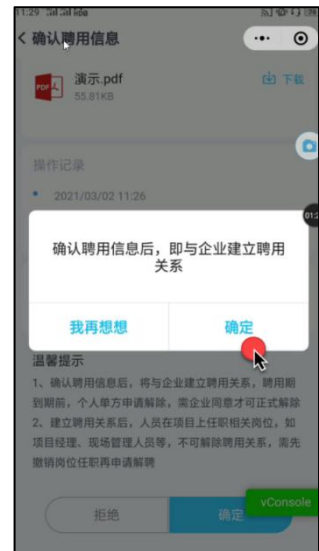 11:29
确认聘用信息
演示.pdf
下载
55.81KB
操作记录
2021/03/02 11:26
01:2
确认聘用信息后，即与企业建立聘用
关系
我再想想
确定
温馨提示
1、确认聘用信息后，将与企业建立聘用关系，聘用期
到期前，个人单方申请解除，需企业同意才可正式解除
2、建立聘用关系后，人员在项目上任职相关岗位，如
项目经理、现场管理人员等，不可解除聘用关系，需先
撤销岗位任职再申请解聘
vConsole
拒绝
确定